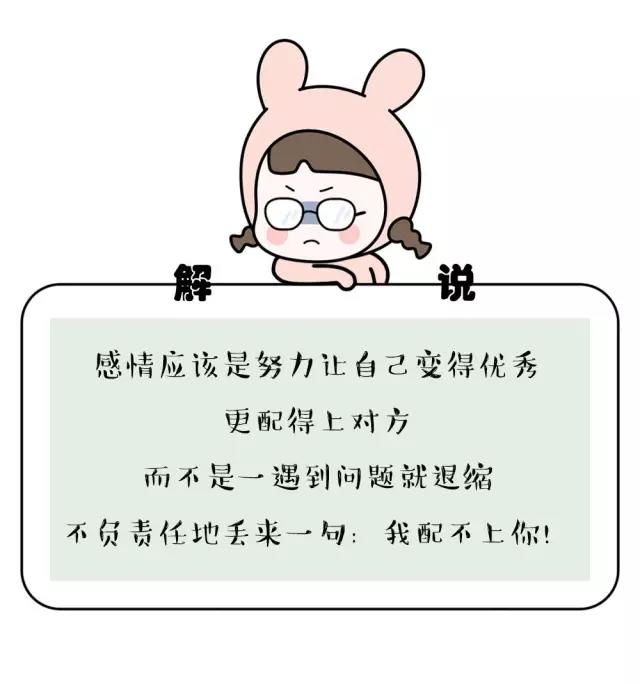 解 说
感情应该是努力让自己变得优秀
更配得上对方
而不是一遇到问题就退缩
不负责任地丢来一句：我配不上你！